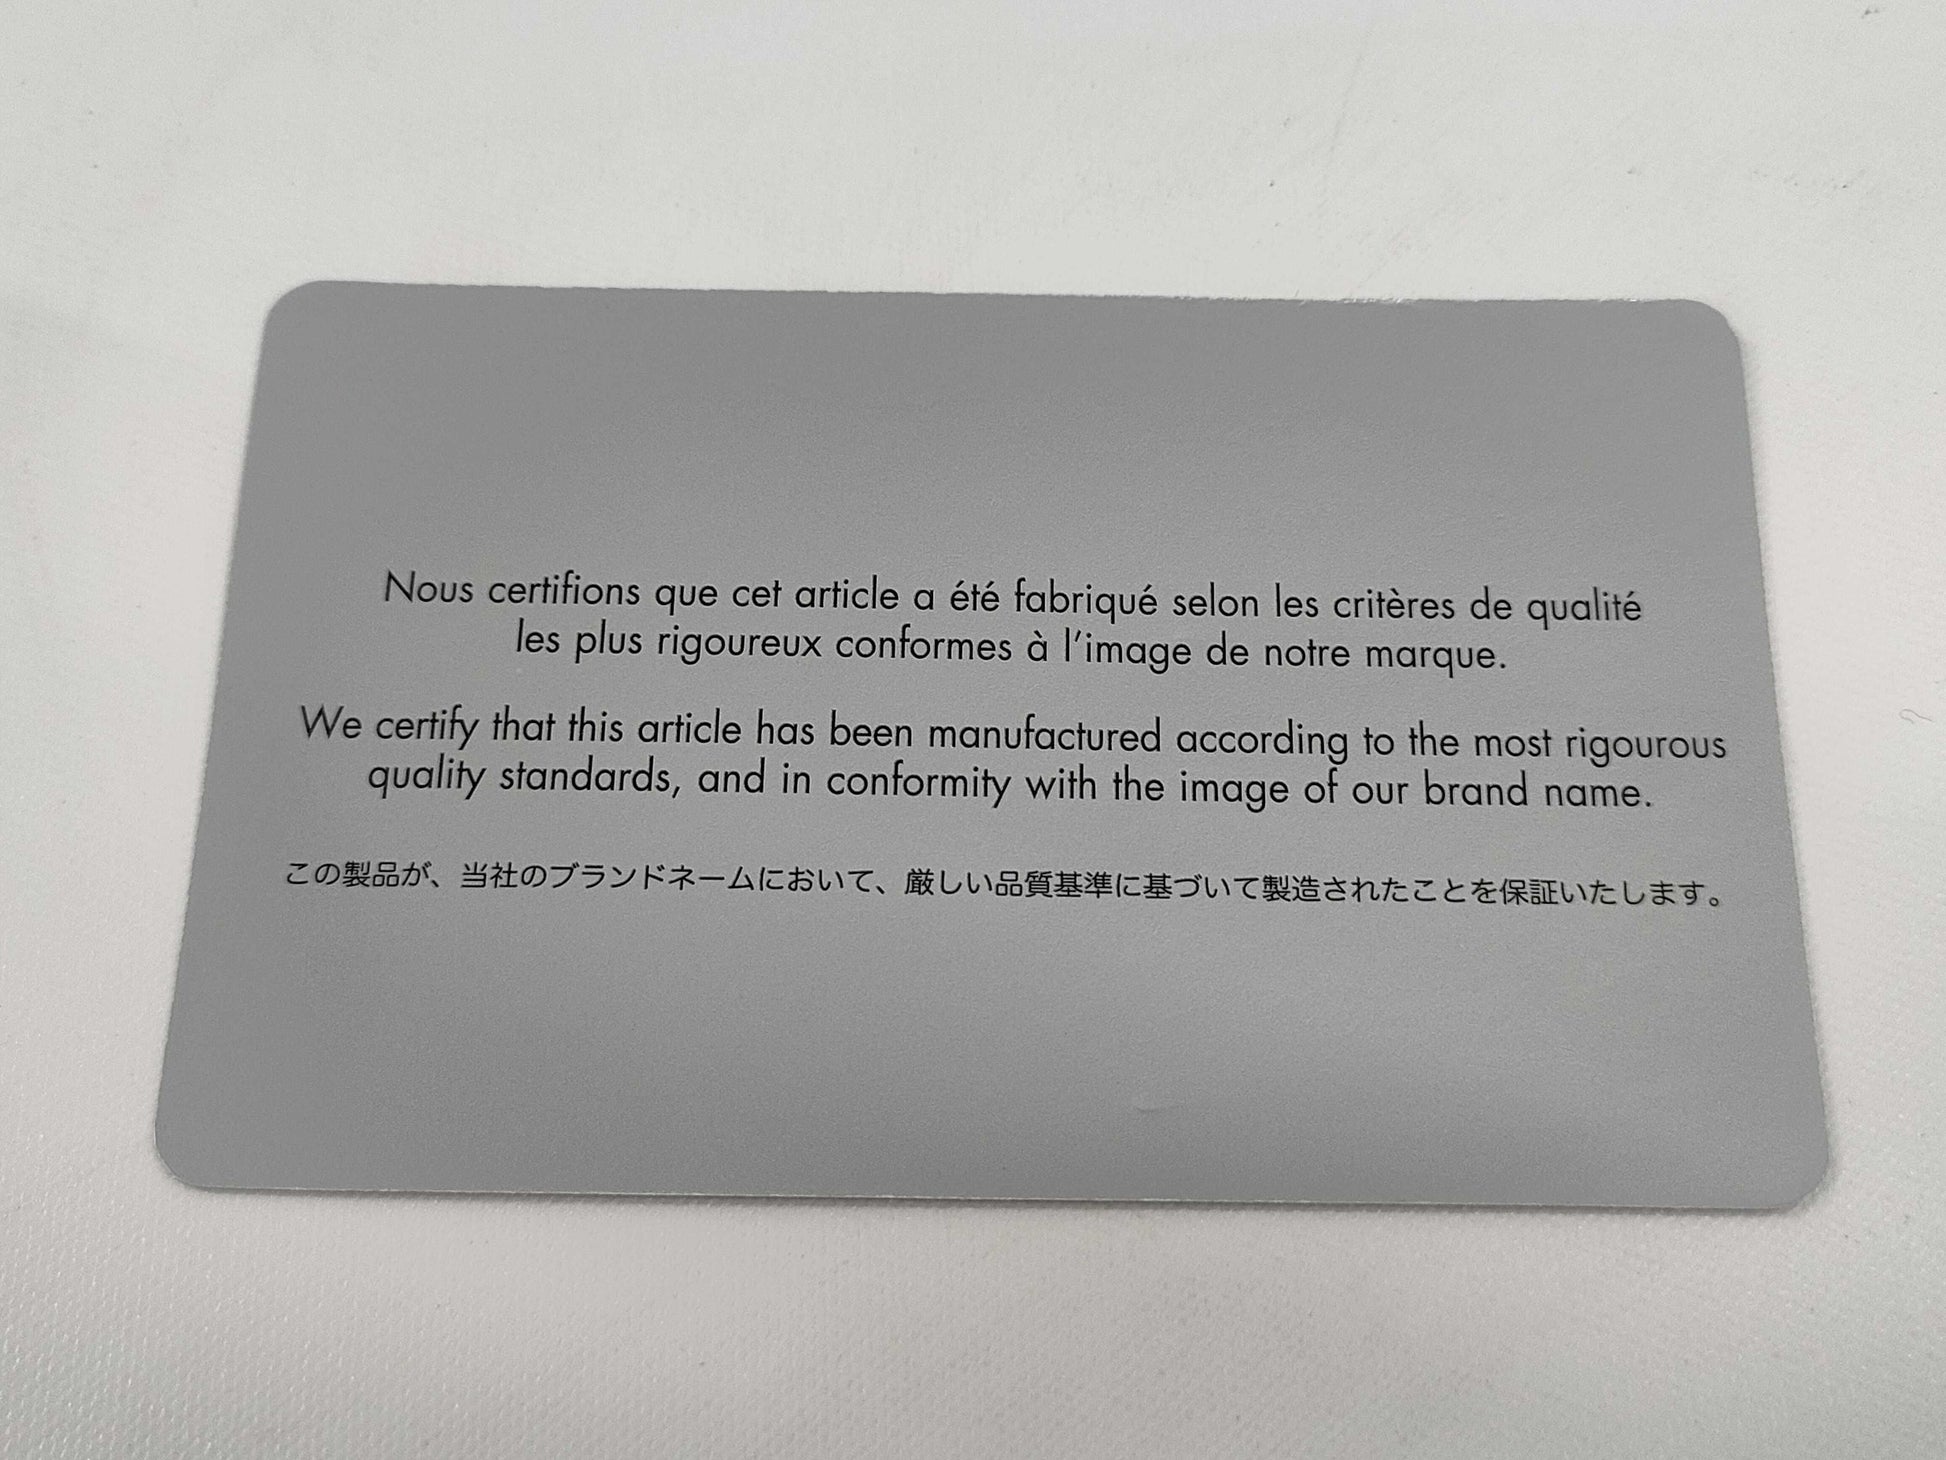 Nous certifions que cet article a été fabriqué selon les critères de qualité
les plus rigoureux conformes à l'image de notre marque.
We certify that this article has been manufactured according to the most rigourous
quality standards, and in conformity with the image of our brand name.
この製品が、当社のブランドネームにおいて、厳しい品質基準に基づいて製造されたことを保証いたします。